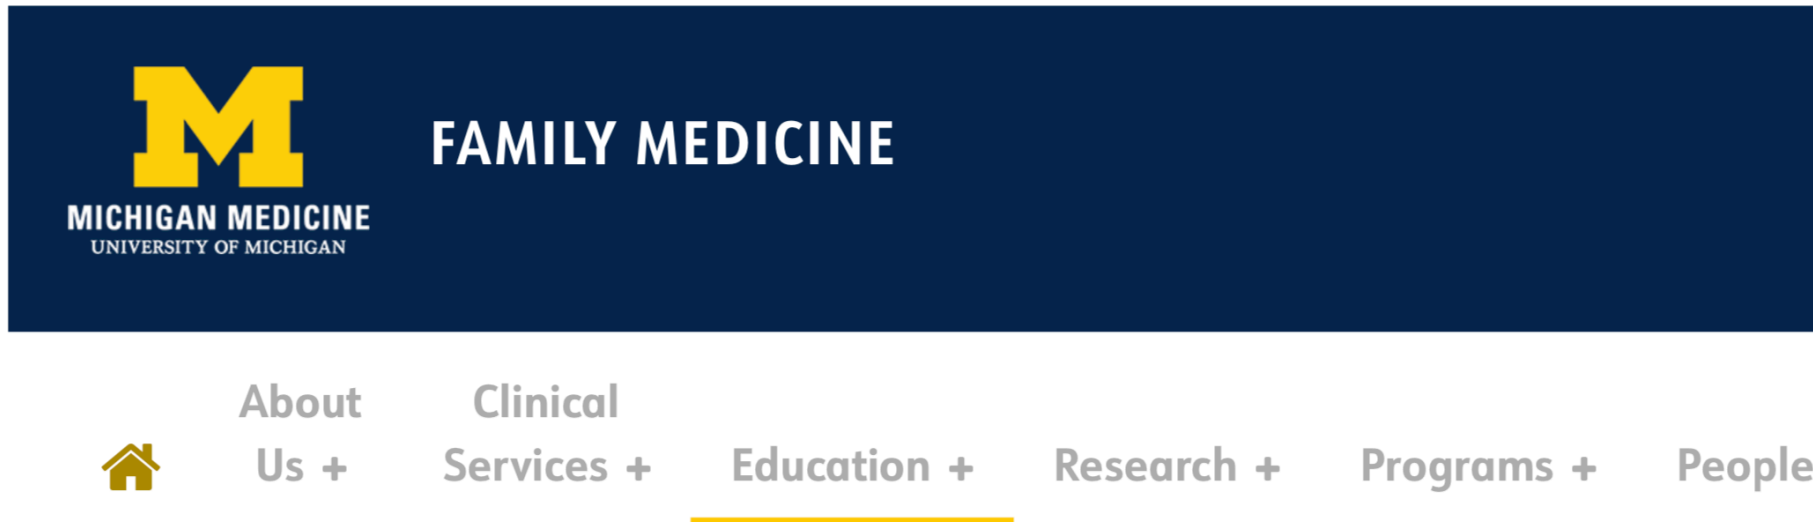 M
FAMILY MEDICINE
MICHIGAN MEDICINE
UNIVERSITY OF MICHIGAN
About
Us +
Clinical
Services +
Education +
Research +
Programs +
People